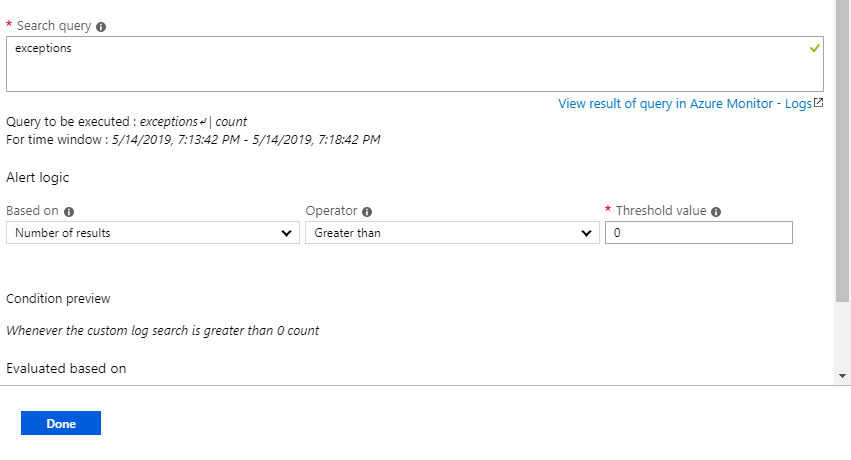 * Search query
exceptions
View result of query in Azure Monitor - Logs
Query to be executed : exceptions↵ | count
For time window : 5/14/2019, 7:13:42 PM - 5/14/2019, 7:18:42 PM
Alert logic
Based on Operator * Threshold value
Number of results Greater than 0
Condition preview
Whenever the custom log search is greater than 0 count
Evaluated based on
Done